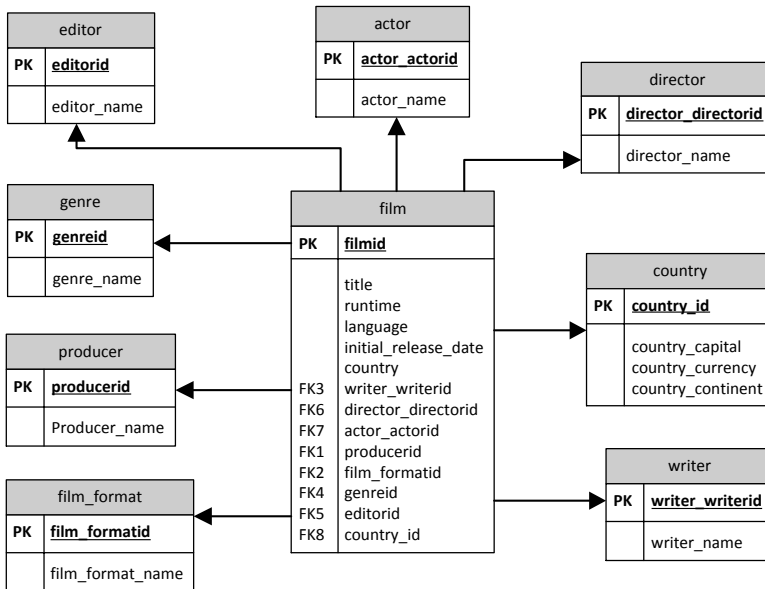 editor
PK editorid
editor_name
actor
PK actor_actorid
actor_name
director
PK director_directorid
director_name
genre
PK genreid
genre_name
film
PK filmid
title
runtime
language
initial_release_date
country
FK3 writer_writerid
FK6 director_directorid
FK7 actor_actorid
FK1 producerid
FK2 film_formatid
FK4 genreid
FK5 editorid
FK8 country_id
country
PK country_id
country_capital
country_currency
country_continent
producer
PK producerid
Producer_name
writer
PK writer_writerid
writer_name
film_format
PK film_formatid
film_format_name